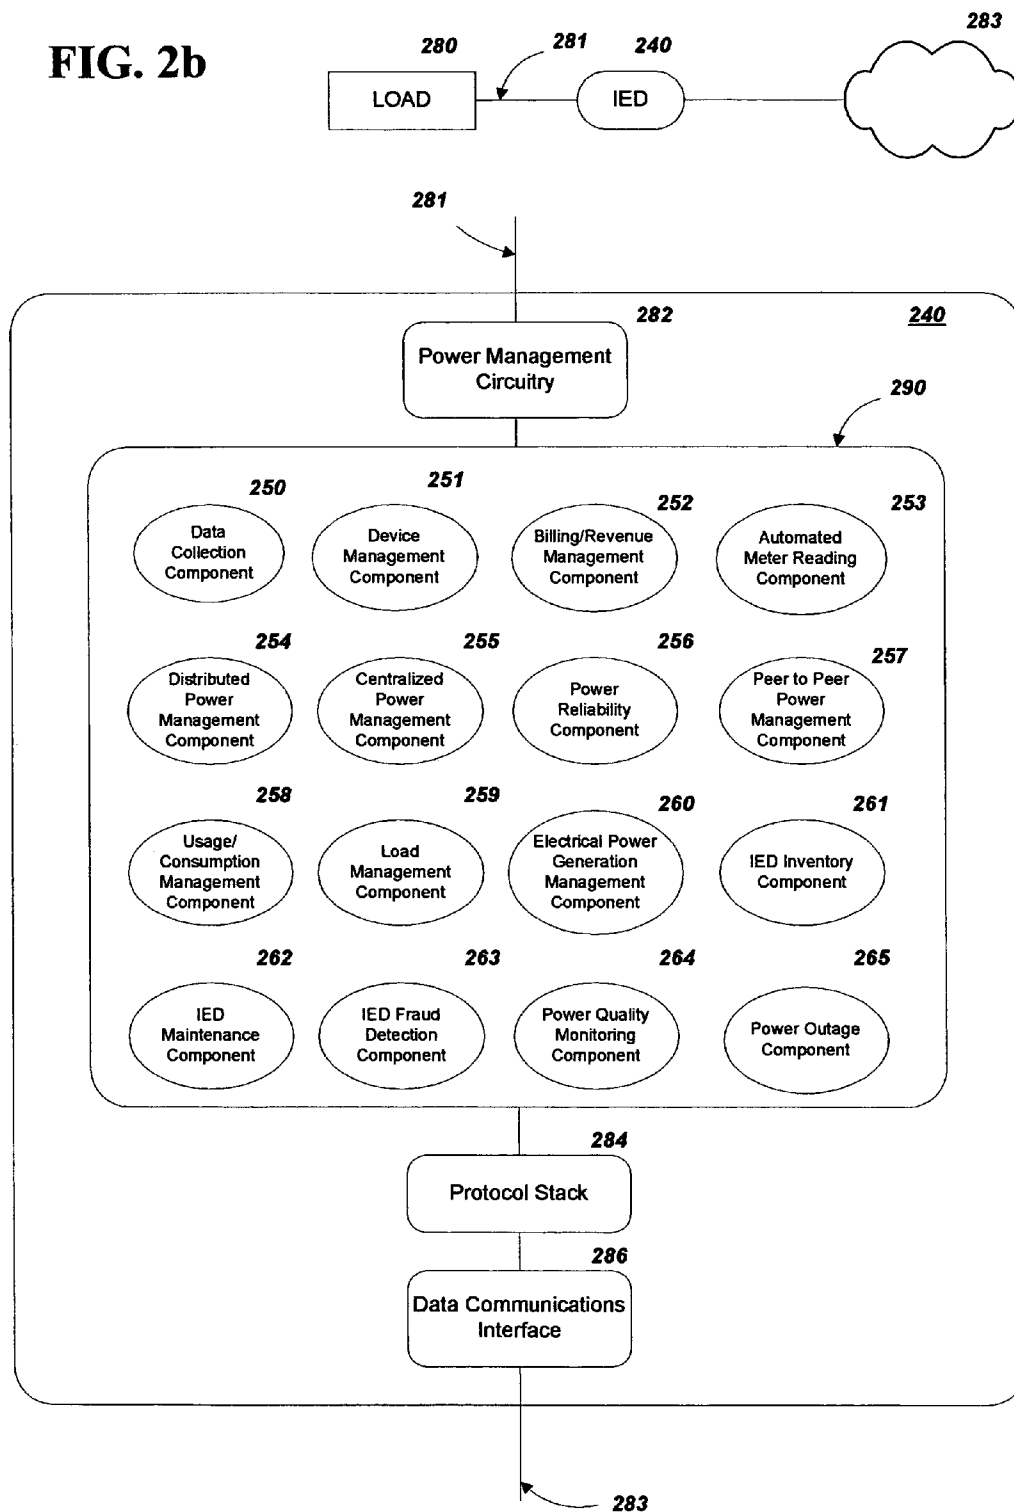 FIG. 2b
280
281
240
283
LOAD
IED
281
240
282
Power Management
Circuitry
290
250
251
252
253
Data
Collection
Component
Device
Management
Component
Billing/Revenue
Management
Component
Automated
Meter Reading
Component
254
255
256
257
Distributed
Power
Management
Component
Centralized
Power
Management
Component
Power
Reliability
Component
Peer to Peer
Power
Management
Component
258
259
260
261
Usage/
Consumption
Management
Component
Load
Management
Component
Electrical Power
Generation
Management
Component
IED Inventory
Component
262
263
264
265
IED
Maintenance
Component
IED Fraud
Detection
Component
Power Quality
Monitoring
Component
Power Outage
Component
284
Protocol Stack
286
Data Communications
Interface
283